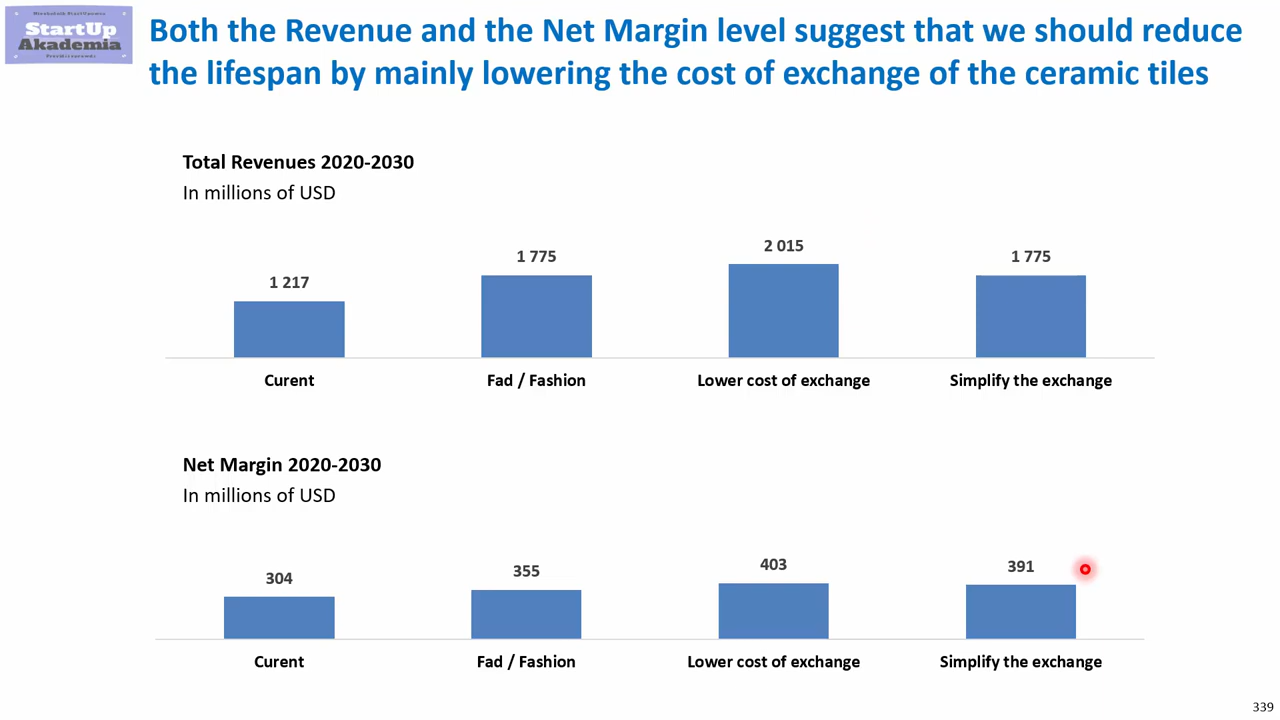 StartUp
Akademia
Both the Revenue and the Net Margin level suggest that we should reduce
the lifespan by mainly lowering the cost of exchange of the ceramic tiles
Total Revenues 2020-2030
In millions of USD
1 217
1 775
2 015
1 775
Curent
Fad / Fashion
Lower cost of exchange
Simplify the exchange
Net Margin 2020-2030
In millions of USD
304
355
403
391
Curent
Fad / Fashion
Lower cost of exchange
Simplify the exchange
339